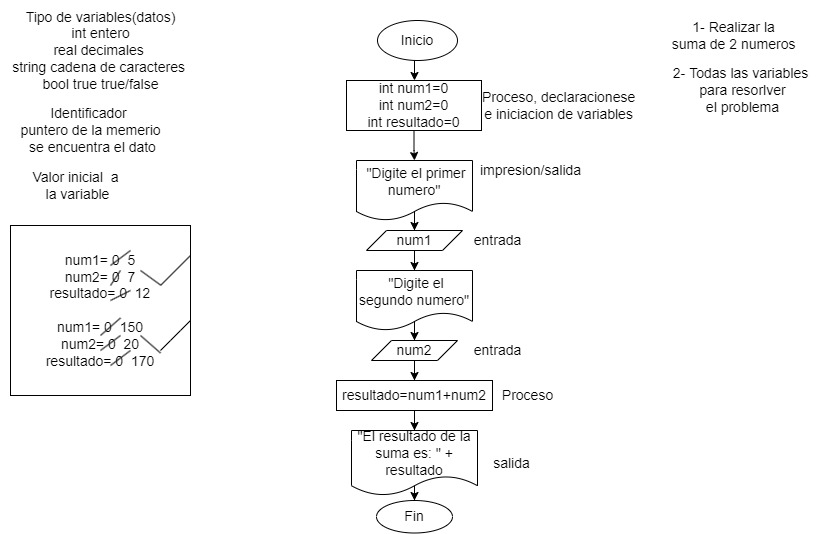 Tipo de variables(datos)
int entero
real decimales
string cadena de caracteres
bool true true/false
Identificador
puntero de la memerio
se encuentra el dato
Valor inicial a
la variable
num1= 0 5
num2= 0 7
resultado= 0 12
num1= 0 150
num2= 0 20
resultado= 0 170
Inicio
int num1=0
int num2=0
int resultado=0
Proceso, declaracionese
e iniciacion de variables
"Digite el primer
numero"
impresion/salida
num1
entrada
"Digite el
segundo numero"
num2
entrada
resultado=num1+num2
Proceso
"El resultado de la
suma es: " +
resultado
salida
Fin
1- Realizar la
suma de 2 numeros
2- Todas las variables
para resorlver
el problema